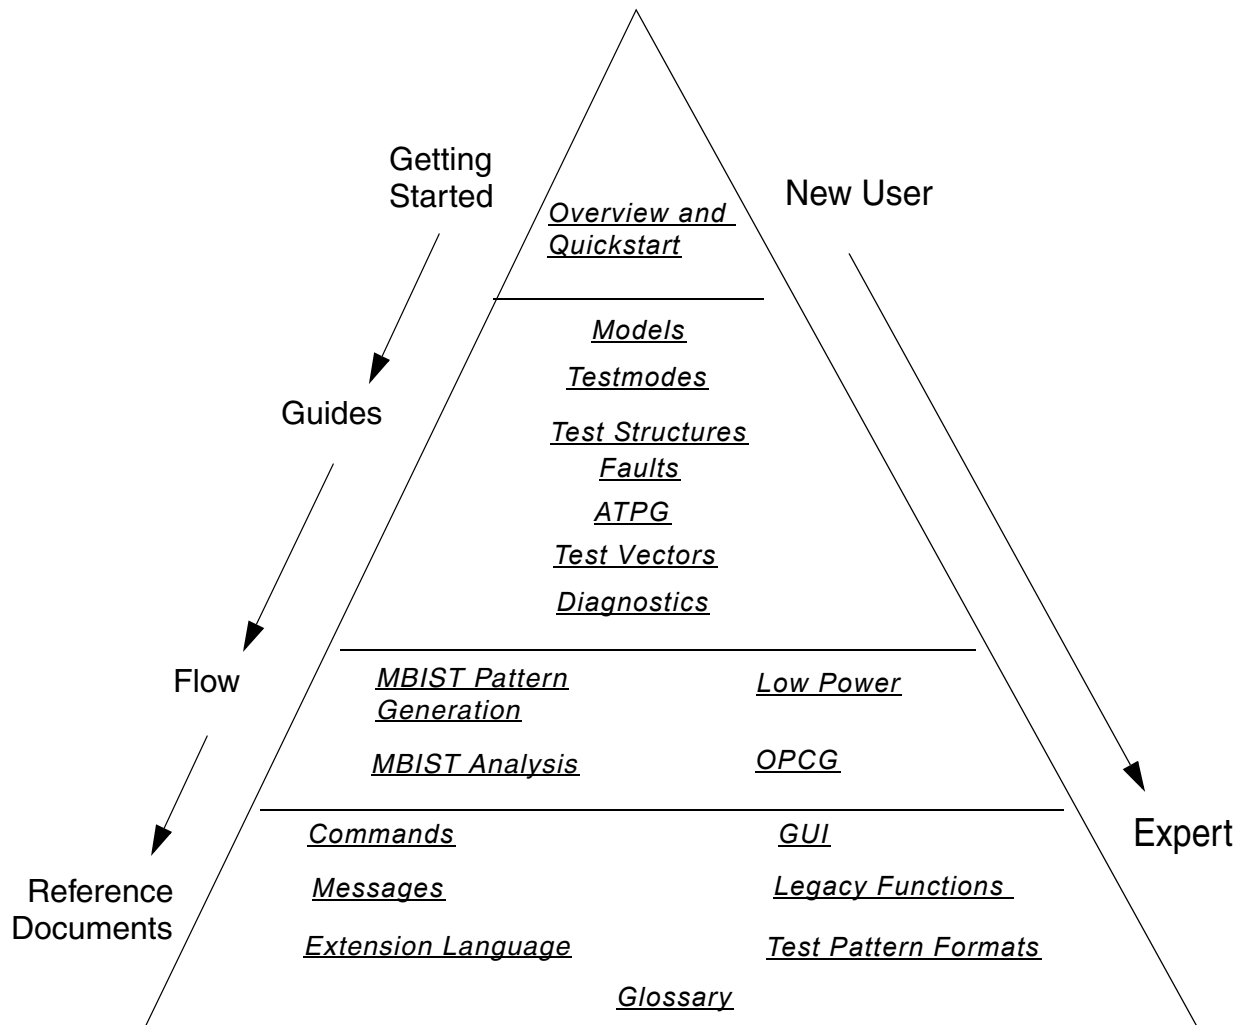 Getting
Started
New User
Overview and
Quickstart
Models
Testmodes
Guides
Test Structures
Faults
ATPG
Test Vectors
Diagnostics
Flow
MBIST Pattern
Generation
Low Power
MBIST Analysis
OPCG
Expert
Commands
GUI
Reference
Documents
Messages
Legacy Functions
Extension Language
Test Pattern Formats
Glossary